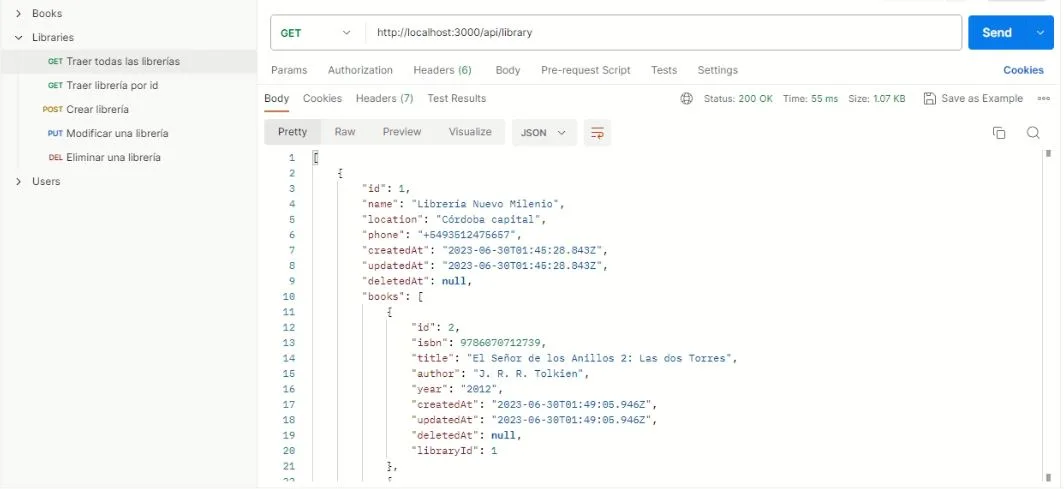 Books
Libraries
GET Traer todas las librerías
GET Traer librería por id
POST Crear librería
PUT Modificar una librería
DEL Eliminar una librería
Users
GET http://localhost:3000/api/library Send
Params Authorization Headers (6) Body Pre-request Script Tests Settings Cookies
Body Cookies Headers (7) Test Results Status: 200 OK Time: 55 ms Size: 1.07 KB Save as Example
Pretty Raw Preview Visualize JSON
1 [
2 {
3 "id": 1,
4 "name": "Librería Nuevo Milenio",
5 "location": "Córdoba capital",
6 "phone": "+5493512475657",
7 "createdAt": "2023-06-30T01:45:28.843Z",
8 "updatedAt": "2023-06-30T01:45:28.843Z",
9 "deletedAt": null,
10 "books": [
11 {
12 "id": 2,
13 "isbn": 9786070712739,
14 "title": "El Señor de los Anillos 2: Las dos Torres",
15 "author": "J. R. R. Tolkien",
16 "year": "2012",
17 "createdAt": "2023-06-30T01:49:05.946Z",
18 "updatedAt": "2023-06-30T01:49:05.946Z",
19 "deletedAt": null,
20 "libraryId": 1
21 },